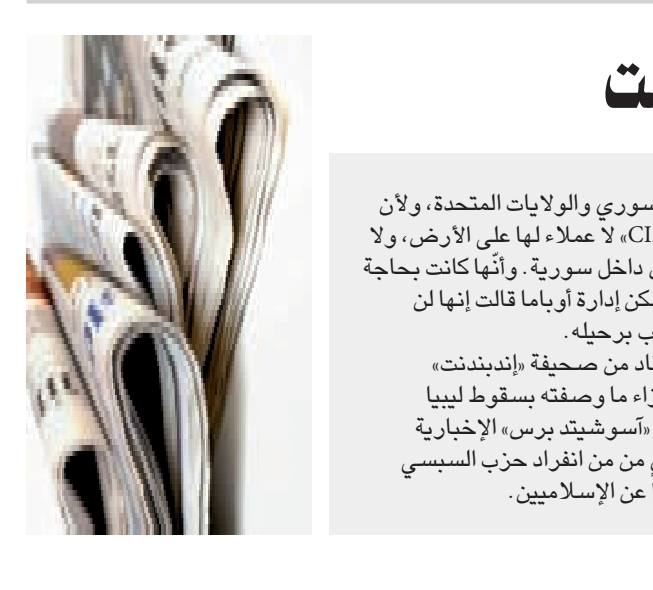 سوري والولايات المتحدة، ولأن
CI» لا عملاء لها على الأرض، ولا
داخل سورية. وأنّها كانت بحاجة
كن إدارة أوباما قالت إنها لن
ب برحيله.
اد من صحيفة «إندبندنت»
زاء ما وصفته بسقوط ليبيا
«آسوشيتد برس» الإخبارية
من من انفراد حزب السبسي
عن الإسلاميين.